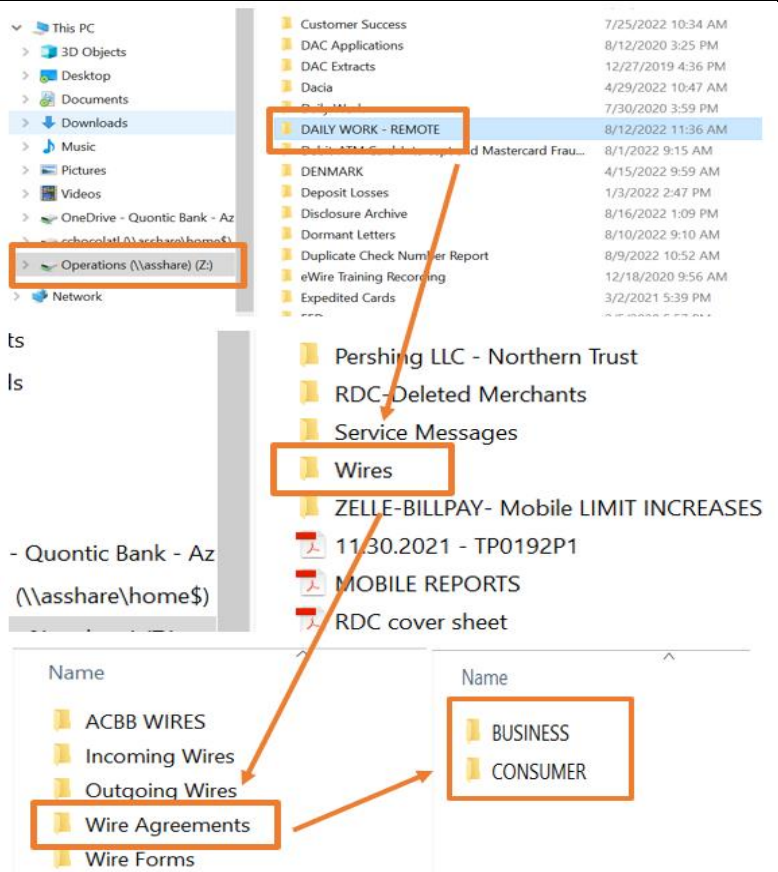 This PC
3D Objects
Desktop
Documents
Downloads
Music
Pictures
Videos
OneDrive - Quontic Bank - Az
(\\asshare\home$)
Operations (\\asshare) (Z:)
Network
Customer Success 7/25/2022 10:34 AM
DAC Applications 8/12/2020 3:25 PM
DAC Extracts 12/27/2019 4:36 PM
Dacia 4/29/2022 10:47 AM
7/30/2020 3:59 PM
DAILY WORK - REMOTE 8/12/2022 11:36 AM
and Mastercard Frau... 8/1/2022 9:15 AM
DENMARK 4/15/2022 9:59 AM
Deposit Losses 1/3/2022 2:47 PM
Disclosure Archive 8/16/2022 1:09 PM
Dormant Letters 8/10/2022 9:10 AM
Duplicate Check Number Report 8/9/2022 10:52 AM
eWire Training Recording 12/18/2020 9:56 AM
Expedited Cards 3/2/2021 5:39 PM
ts
ls
- Quontic Bank - Az
(\\asshare\home$)
Pershing LLC - Northern Trust
RDC-Deleted Merchants
Service Messages
Wires
ZELLE-BILLPAY- Mobile LIMIT INCREASES
11.30.2021 - TP0192P1
MOBILE REPORTS
RDC cover sheet
Name
ACBB WIRES
Incoming Wires
Outgoing Wires
Wire Agreements
Wire Forms
Name
BUSINESS
CONSUMER